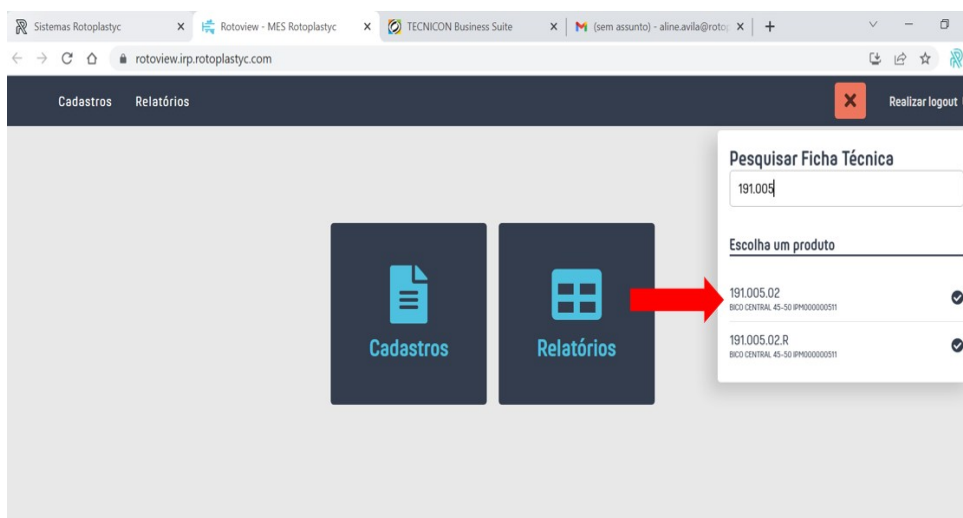 Sistemas Rotoplastyc
Rotoview - MES Rotoplastyc
TECNICON Business Suite
(sem assunto) - aline.avila@roto
rotoview.irp.rotoplastyc.com
Cadastros Relatórios
Realizar logout
Pesquisar Ficha Técnica
191.005
Escolha um produto
191.005.02
BICO CENTRAL 45-50 IPM000000511
191.005.02.R
BICO CENTRAL 45-50 IPM000000511
Cadastros
Relatórios